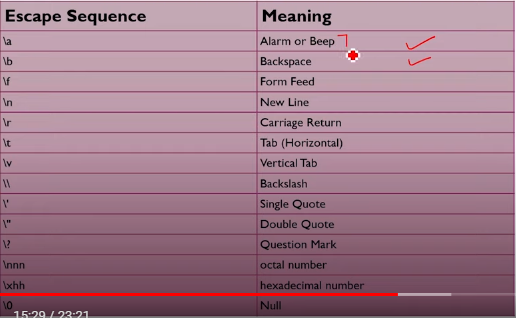 Escape Sequence Meaning
\a Alarm or Beep
\b Backspace
\f Form Feed
\n New Line
\r Carriage Return
\t Tab (Horizontal)
\v Vertical Tab
\\ Backslash
\' Single Quote
\" Double Quote
\? Question Mark
\nnn octal number
\xhh hexadecimal number
\0 Null
15:29 / 23:21